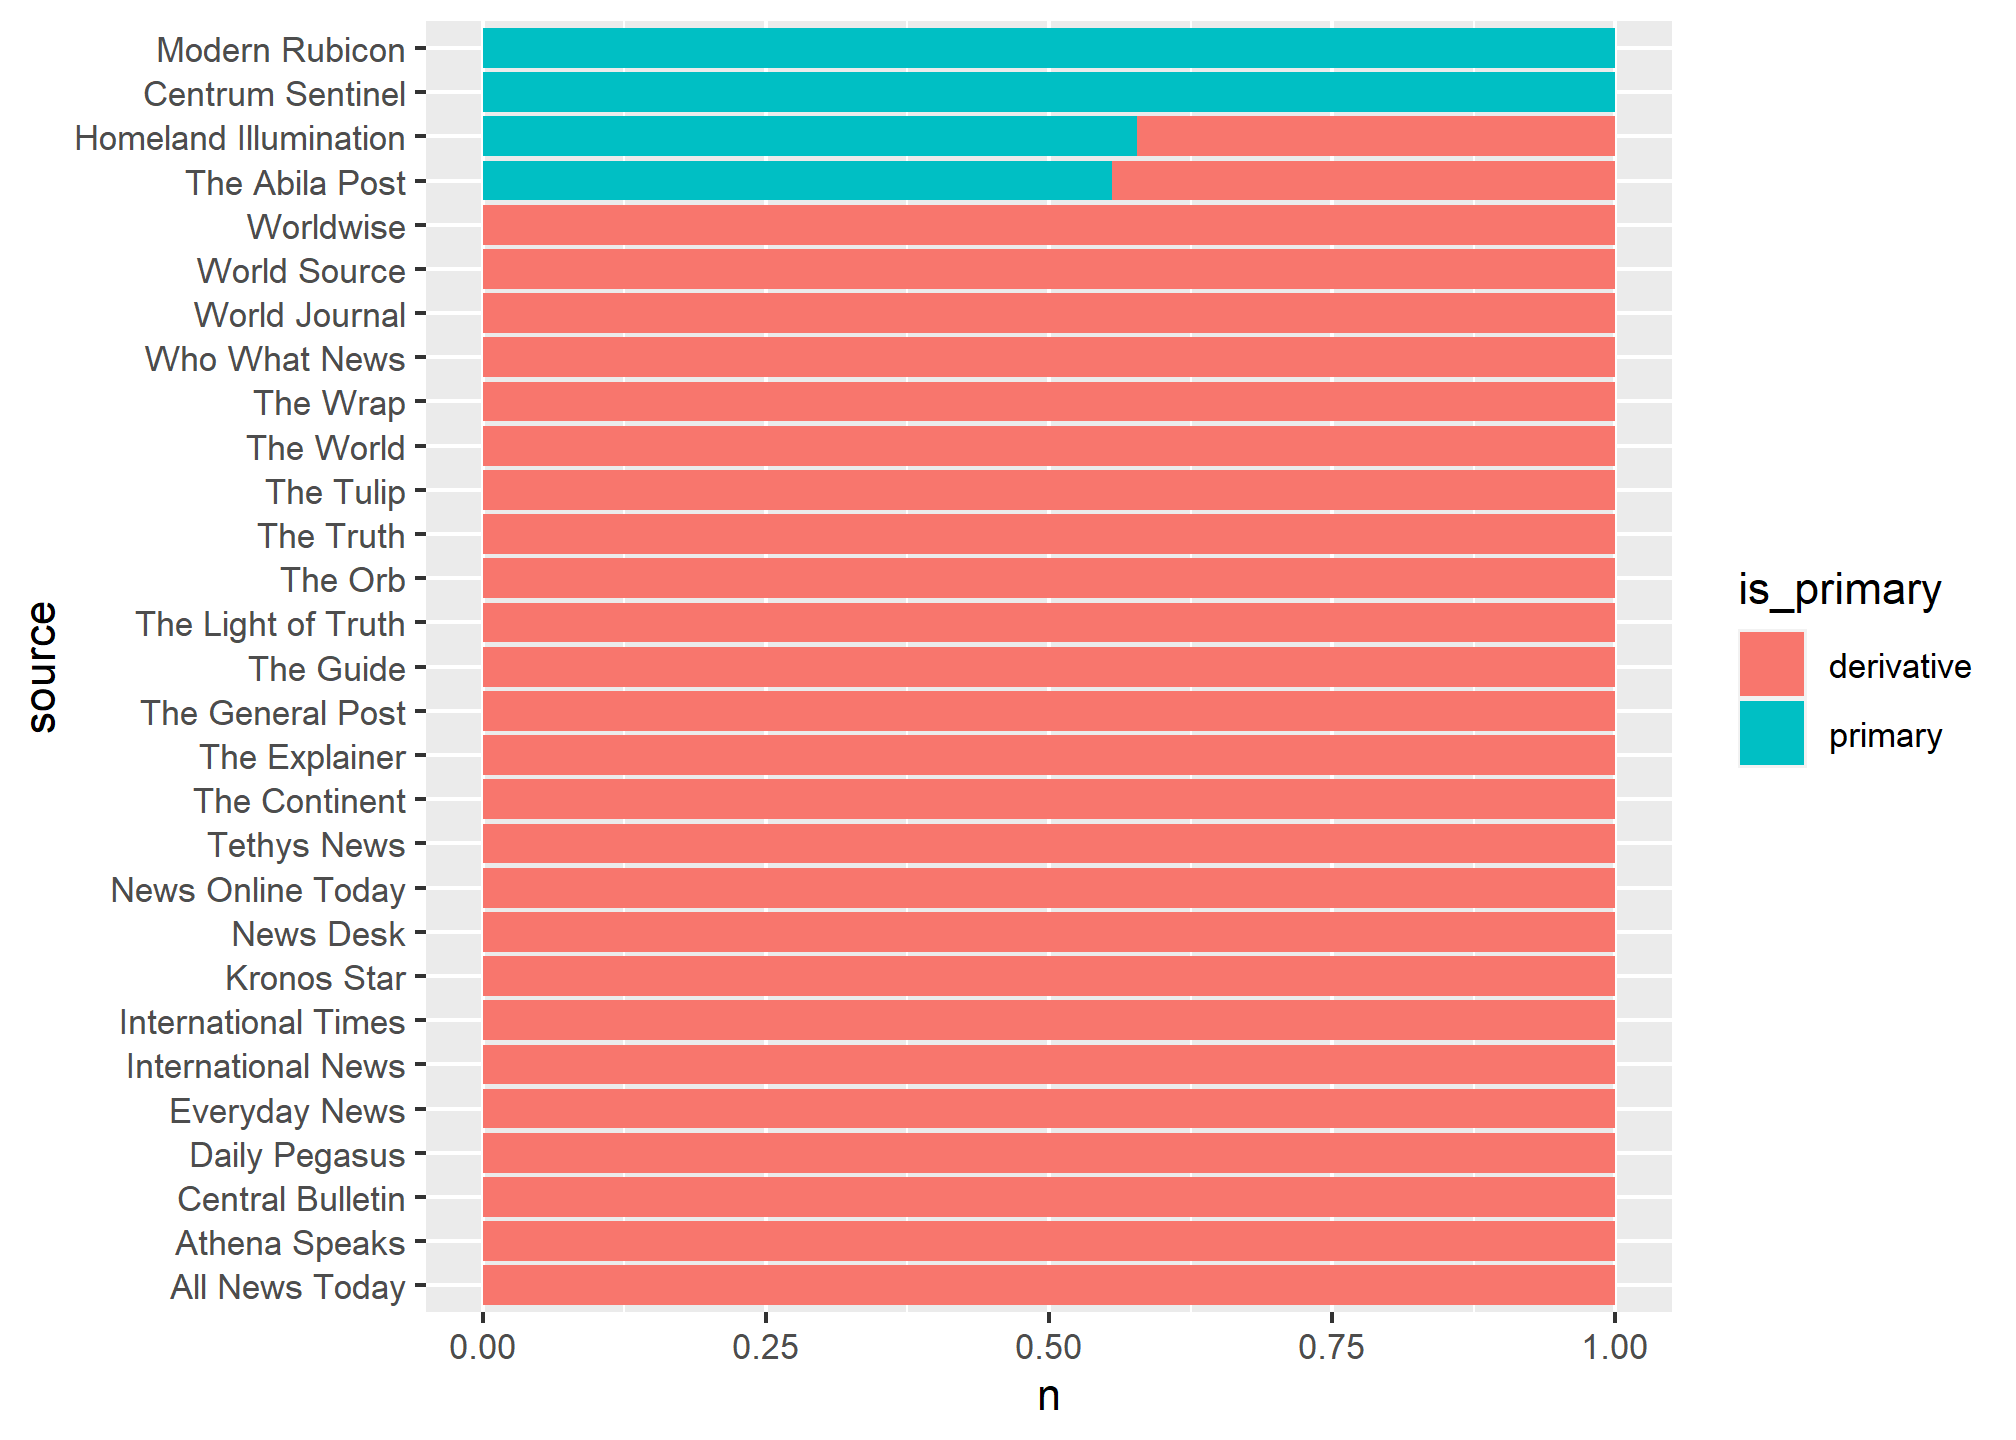 Modern Rubicon
Centrum Sentinel
Homeland Illumination
The Abila Post
Worldwise
World Source
World Journal
Who What News
The Wrap
The World
The Tulip
The Truth
The Orb
The Light of Truth
The Guide
The General Post
The Explainer
The Continent
Tethys News
News Online Today
News Desk
Kronos Star
International Times
International News
Everyday News
Daily Pegasus
Central Bulletin
Athena Speaks
All News Today
source
0.00 0.25 0.50 0.75 1.00
n
is_primary
derivative
primary